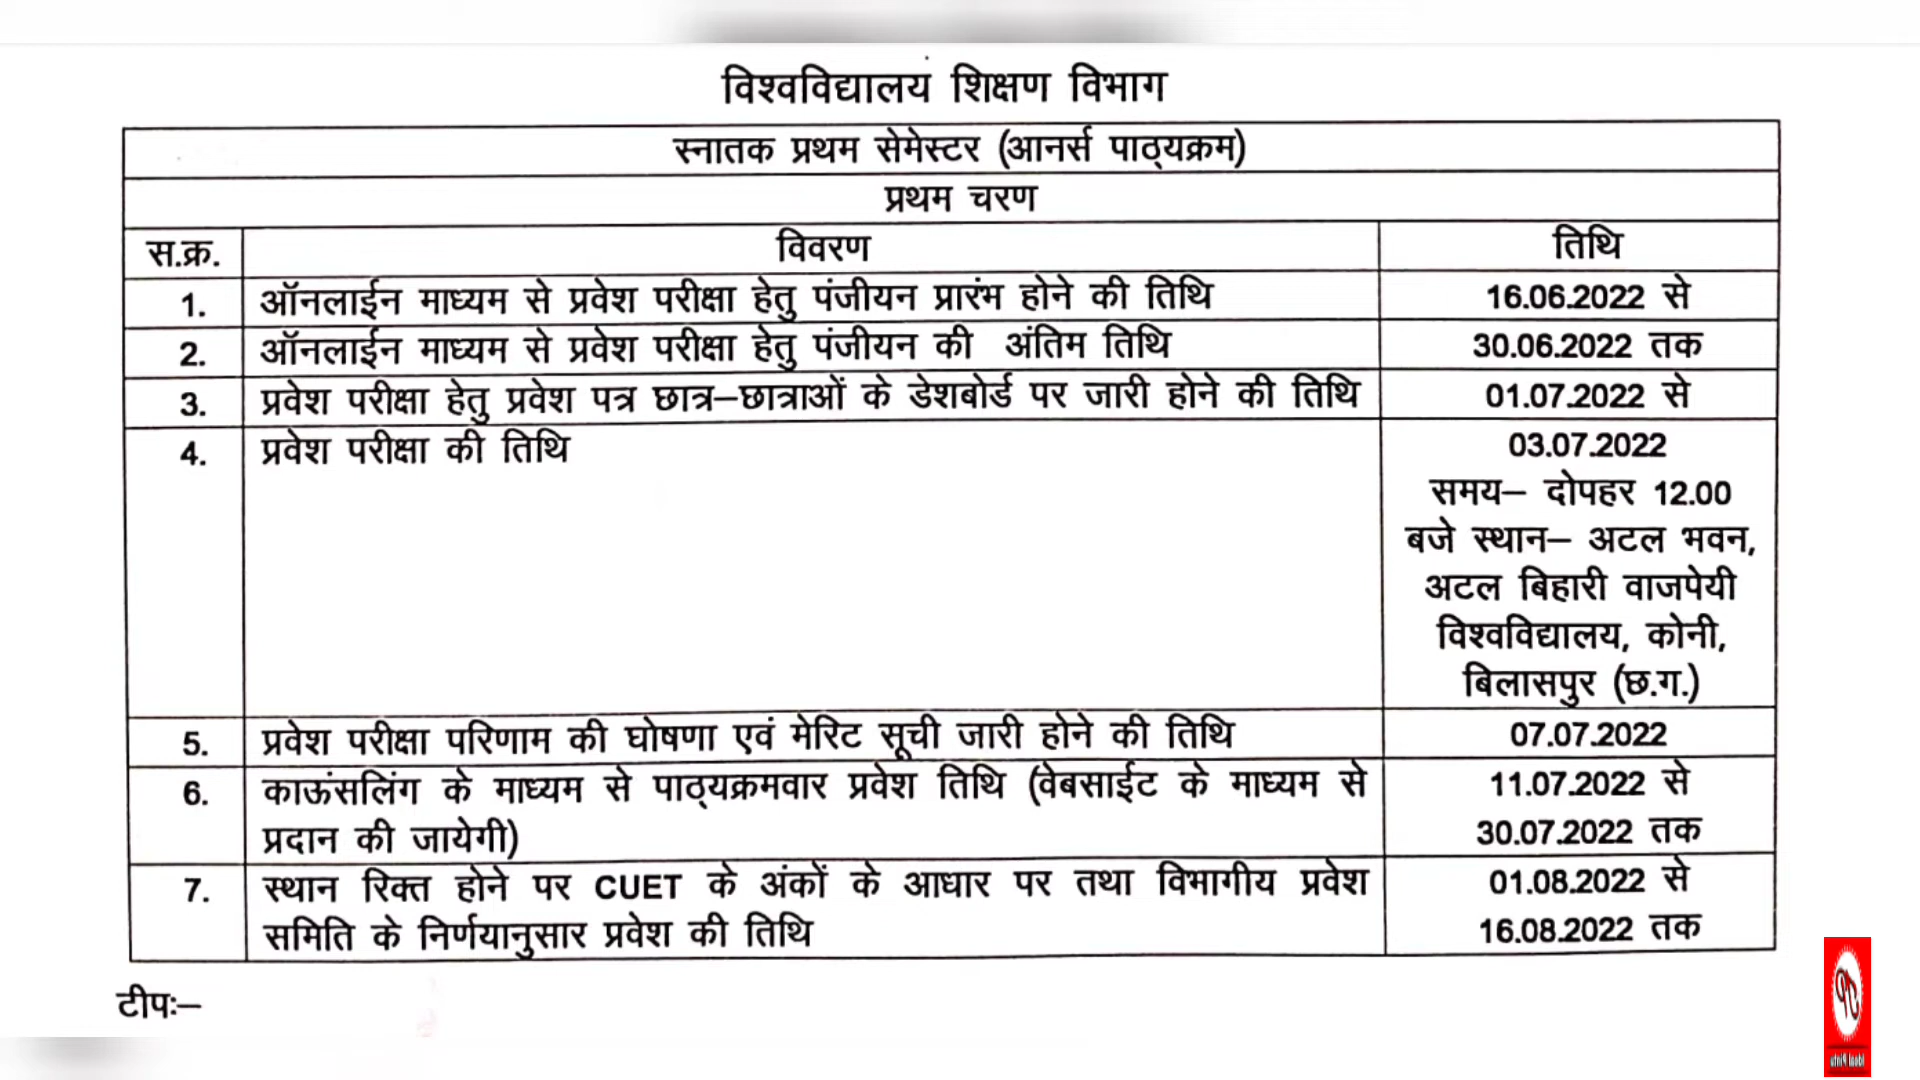 विश्वविद्यालय शिक्षण विभाग
स्नातक प्रथम सेमेस्टर (आनर्स पाठ्यक्रम)
प्रथम चरण
स.क्र. विवरण तिथि
1. ऑनलाईन माध्यम से प्रवेश परीक्षा हेतु पंजीयन प्रारंभ होने की तिथि 16.06.2022 से
2. ऑनलाईन माध्यम से प्रवेश परीक्षा हेतु पंजीयन की अंतिम तिथि 30.06.2022 तक
3. प्रवेश परीक्षा हेतु प्रवेश पत्र छात्र–छात्राओं के डेशबोर्ड पर जारी होने की तिथि 01.07.2022 से
4. प्रवेश परीक्षा की तिथि 03.07.2022
समय– दोपहर 12.00
बजे स्थान– अटल भवन,
अटल बिहारी वाजपेयी
विश्वविद्यालय, कोनी,
बिलासपुर (छ.ग.)
5. प्रवेश परीक्षा परिणाम की घोषणा एवं मेरिट सूची जारी होने की तिथि 07.07.2022
6. काऊंसलिंग के माध्यम से पाठ्यक्रमवार प्रवेश तिथि (वेबसाईट के माध्यम से 11.07.2022 से
प्रदान की जायेगी) 30.07.2022 तक
7. स्थान रिक्त होने पर CUET के अंकों के आधार पर तथा विभागीय प्रवेश 01.08.2022 से
समिति के निर्णयानुसार प्रवेश की तिथि 16.08.2022 तक
टीपः–